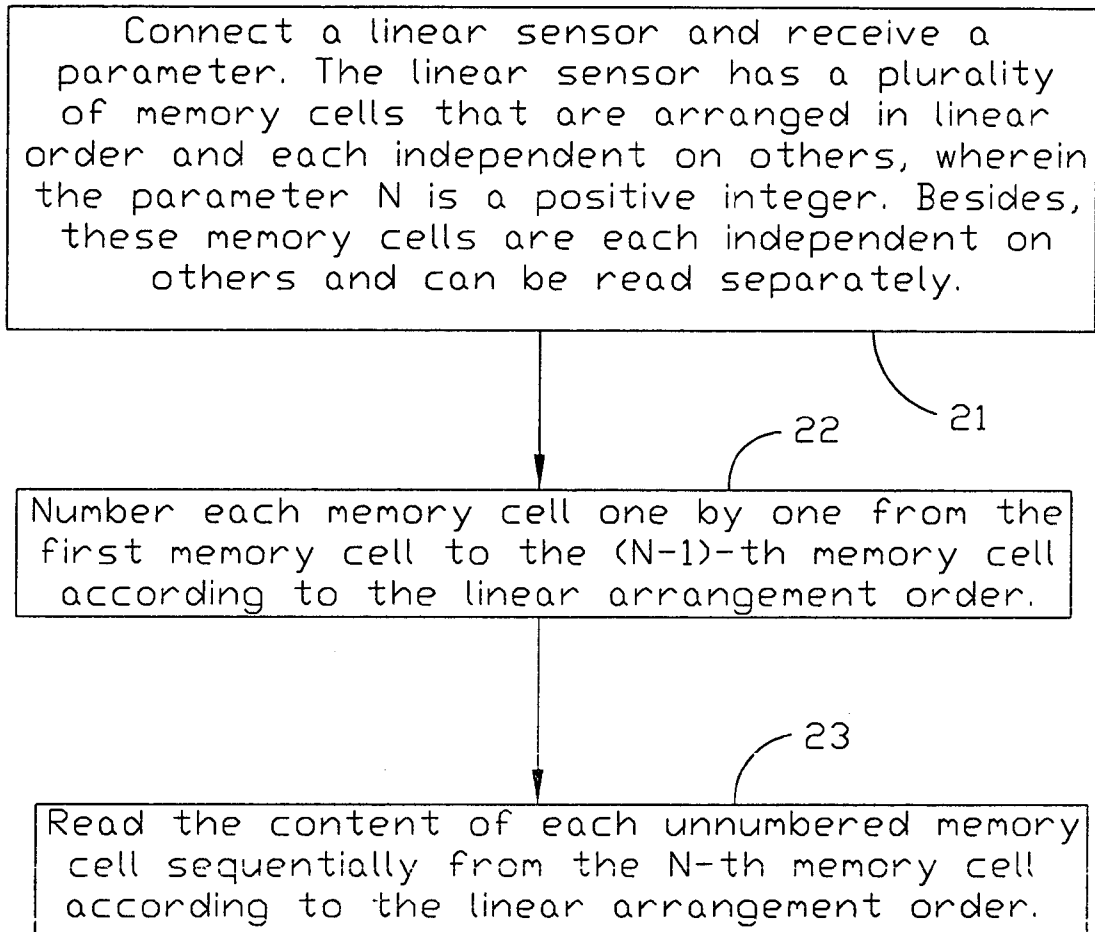 Connect a linear sensor and receive a
parameter. The linear sensor has a plurality
of memory cells that are arranged in linear
order and each independent on others, wherein
the parameter N is a positive integer. Besides,
these memory cells are each independent on
others and can be read separately.
21
22
Number each memory cell one by one from the
first memory cell to the (N-1)-th memory cell
according to the linear arrangement order.
23
Read the content of each unnumbered memory
cell sequentially from the N-th memory cell
according to the linear arrangement order.